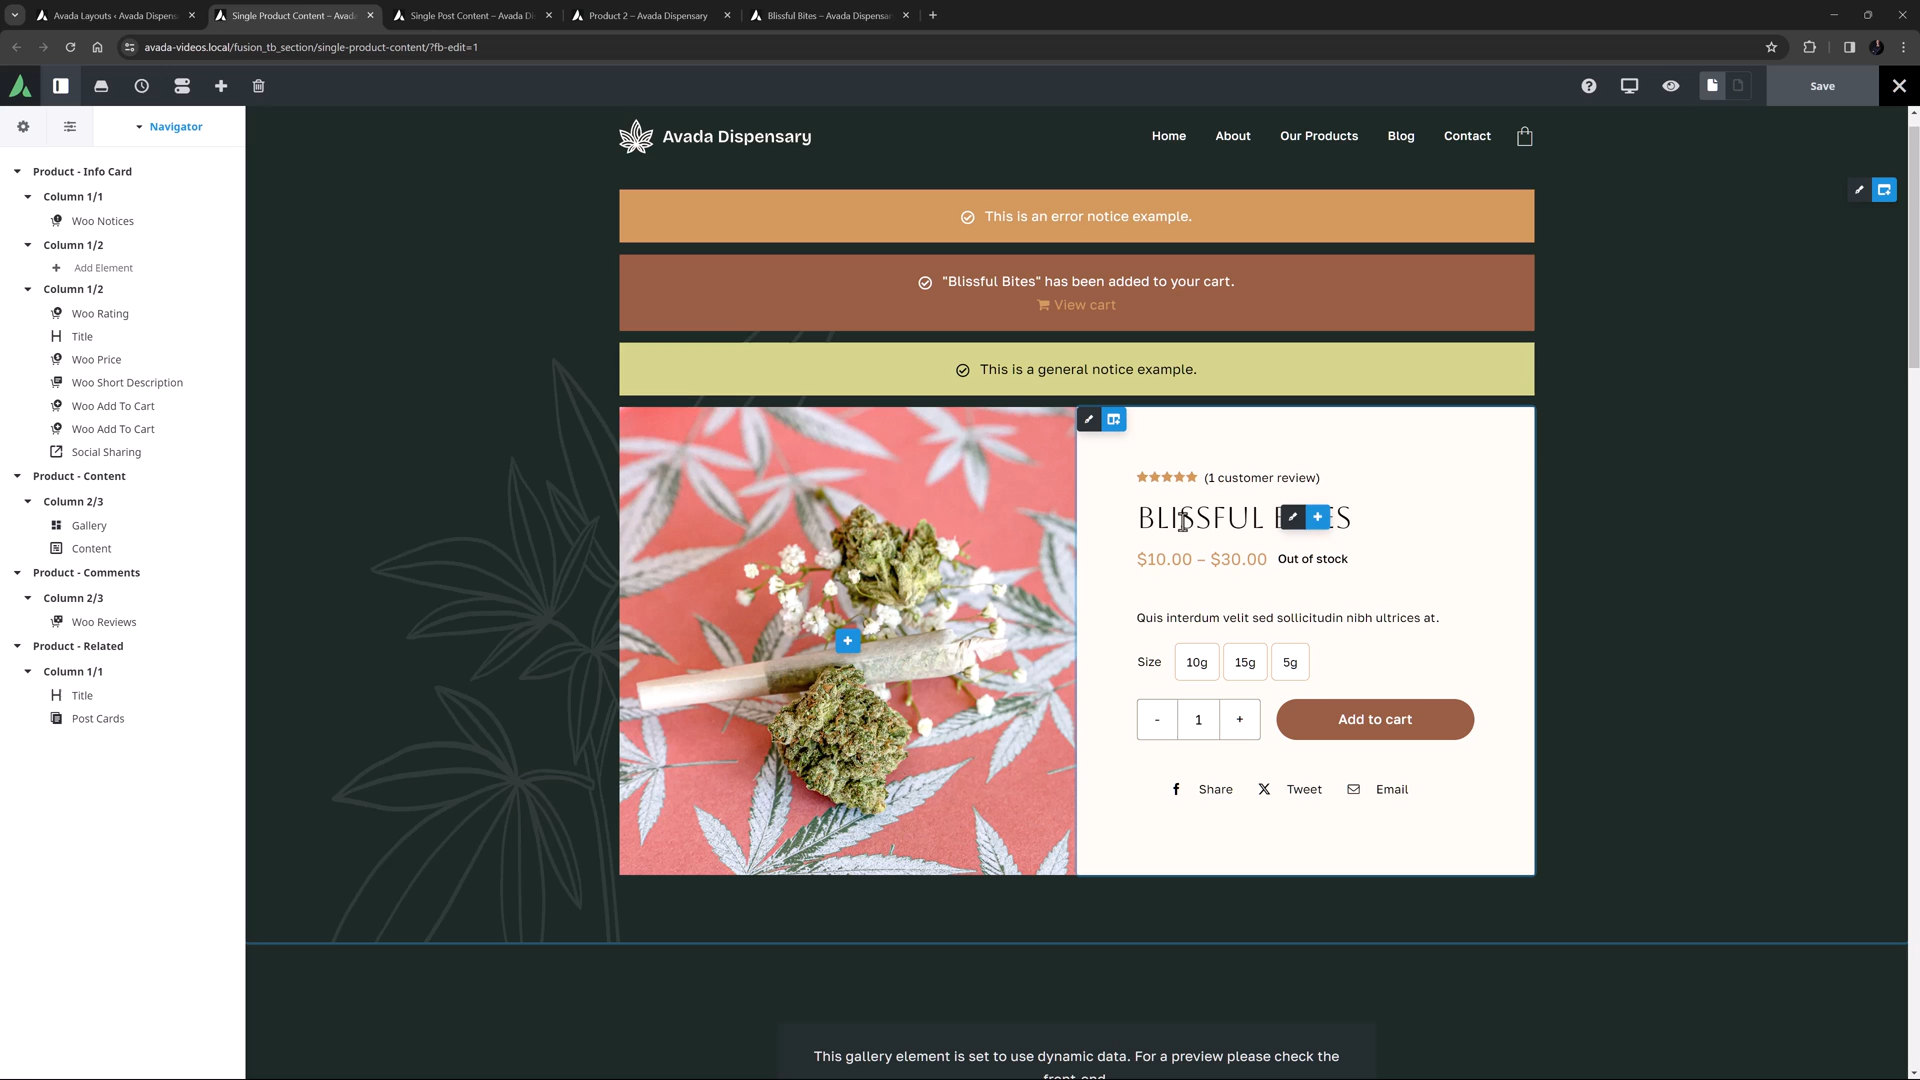 Avada Layouts ‹ Avada Dispens
Single Product Content – Avad
Single Post Content – Avada Di
Product 2 – Avada Dispensary
Blissful Bites – Avada Dispensar
avada-videos.local/fusion_tb_section/single-product-content/?fb-edit=1
Save
Navigator
Product - Info Card
Column 1/1
Woo Notices
Column 1/2
Add Element
Column 1/2
Woo Rating
Title
Woo Price
Woo Short Description
Woo Add To Cart
Woo Add To Cart
Social Sharing
Product - Content
Column 2/3
Gallery
Content
Product - Comments
Column 2/3
Woo Reviews
Product - Related
Column 1/1
Title
Post Cards
Avada Dispensary
Home About Our Products Blog Contact
This is an error notice example.
"Blissful Bites" has been added to your cart.
View cart
This is a general notice example.
(1 customer review)
BLISSFUL
$10.00 – $30.00 Out of stock
Quis interdum velit sed sollicitudin nibh ultrices at.
Size 10g 15g 5g
- 1 + Add to cart
Share Tweet Email
This gallery element is set to use dynamic data. For a preview please check the
front-end.